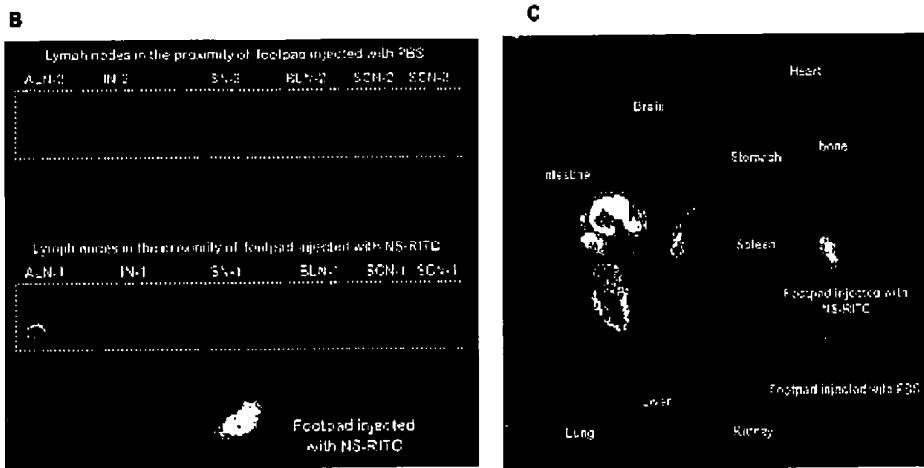 B
Lymph nodes in the proximity of footpad injected with PBS
ALN-2 IN-2 SN-2 BLN-2 SCN-2 SCN-2
Lymph nodes in the proximity of footpad injected with NS-RITC
ALN-1 IN-1 SN-1 BLN-1 SCN-1 SCN-1
Footpad injected
with NS-RITC
C
Heart
Brain
Bone
Stomach
Intestine
Spleen
Footpad injected with
NS-RITC
Footpad injected with PBS
Liver
Lung
Kidney